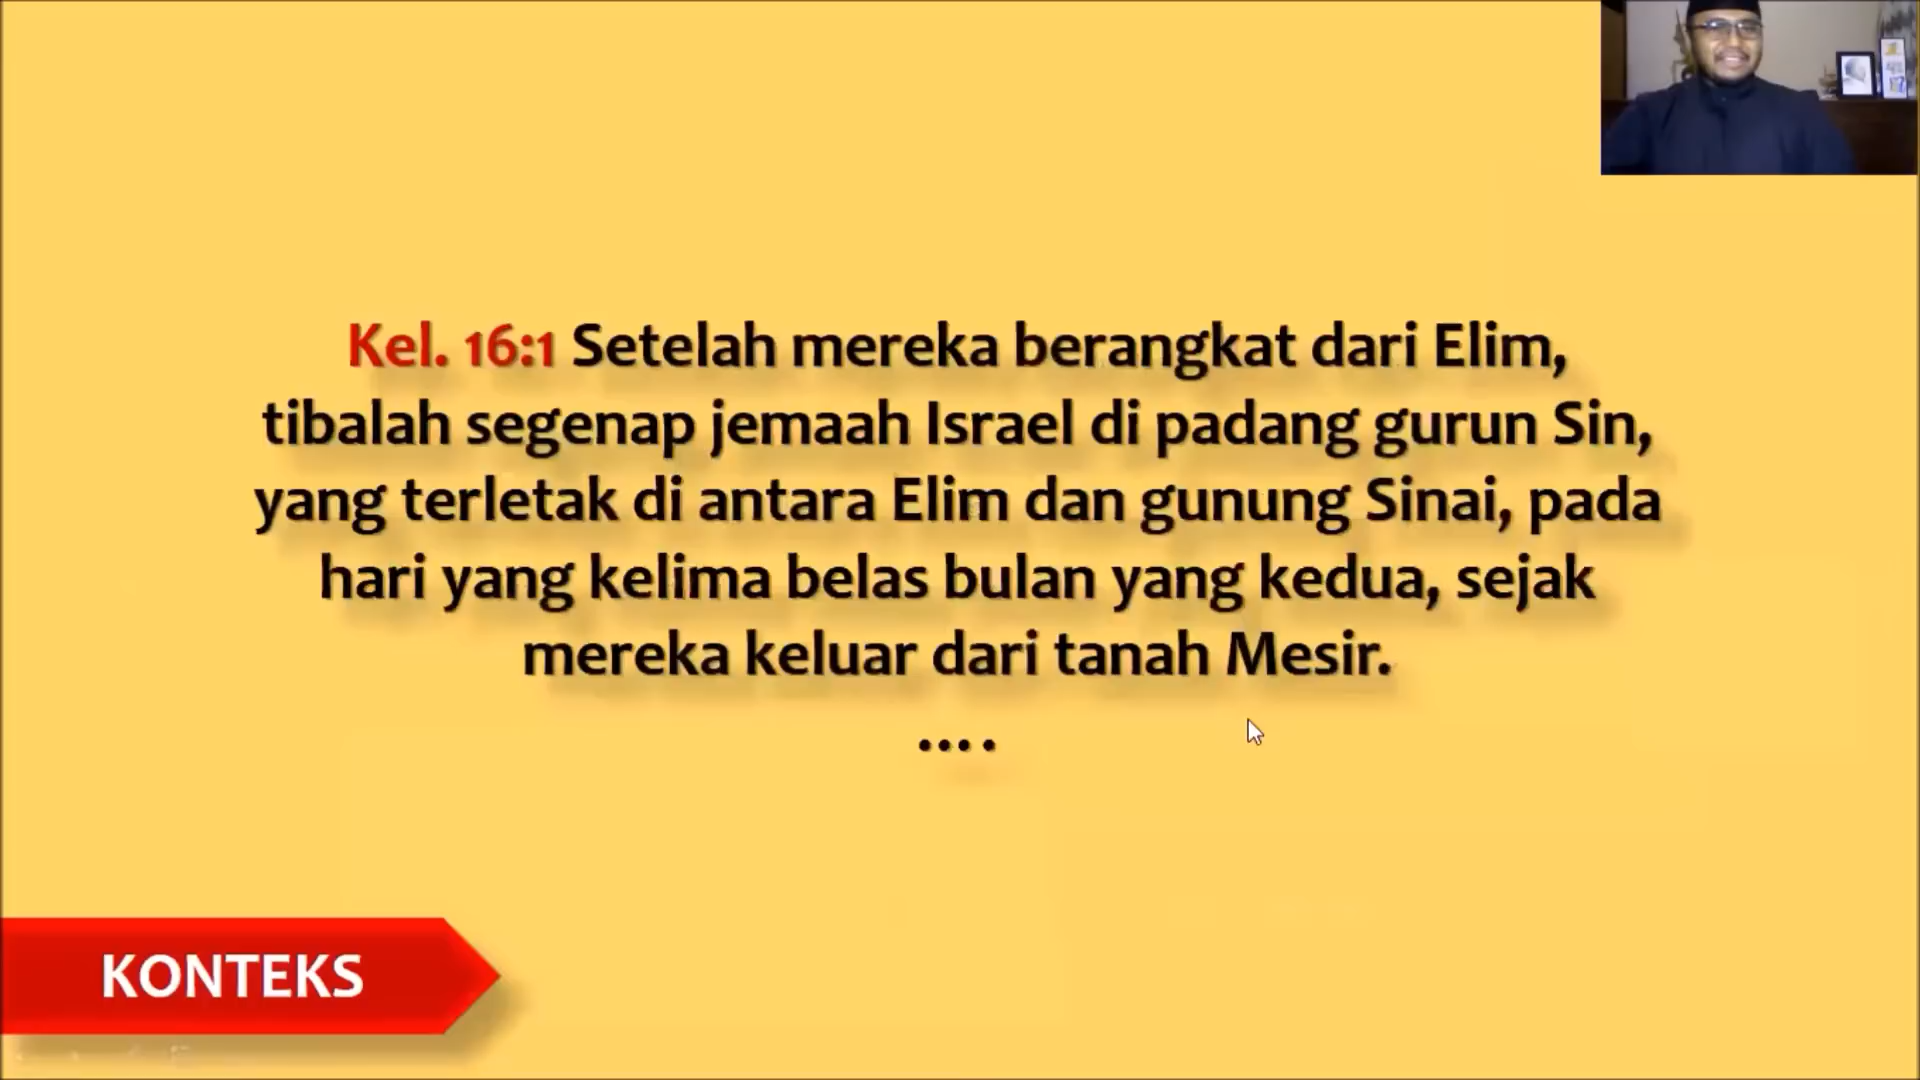 Kel. 16:1 Setelah mereka berangkat dari Elim,
tibalah segenap jemaah Israel di padang gurun Sin,
yang terletak di antara Elim dan gunung Sinai, pada
hari yang kelima belas bulan yang kedua, sejak
mereka keluar dari tanah Mesir.
....
KONTEKS